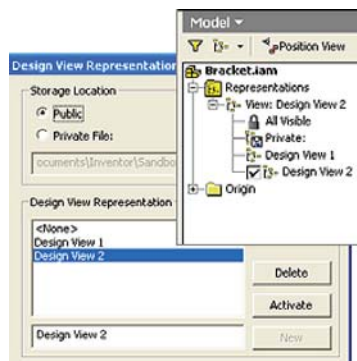 Design View Representation
Storage Location
Public
Private File:
ocuments\Inventor\Sandbo
Design View Representation
<None>
Design View 1
Design View 2
Delete
Activate
Design View 2
New
Model
Position View
Bracket.iam
Representations
View: Design View 2
All Visible
Private:
Design View 1
Design View 2
Origin